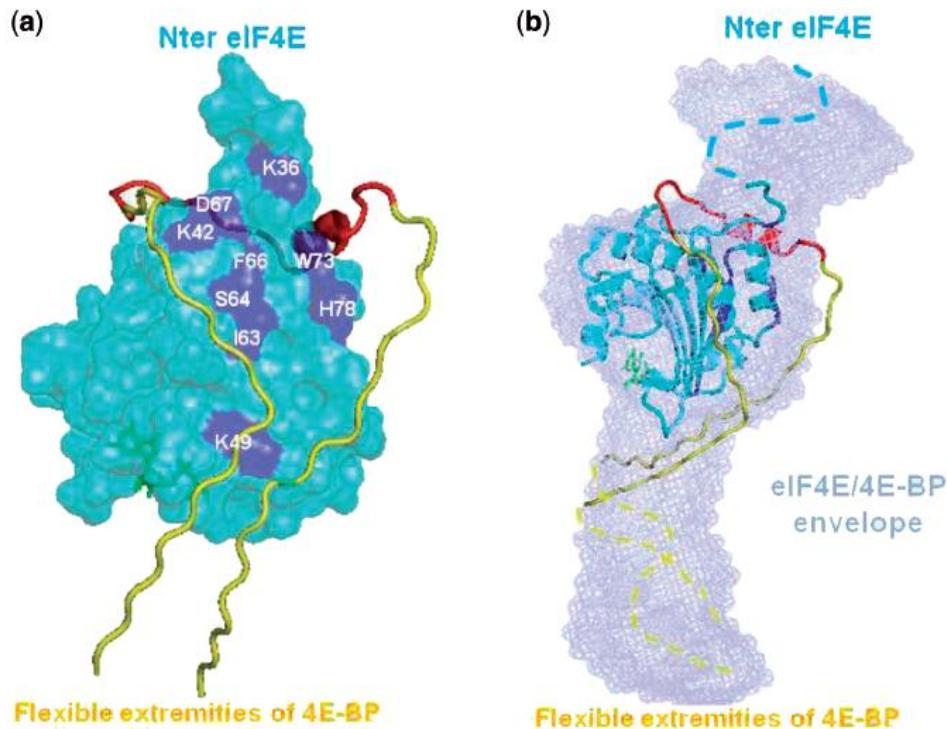 (a)
Nter eIF4E
K36
D67
K42
F66
W73
S64
H78
I63
K49
Flexible extremities of 4E-BP
(b)
Nter eIF4E
eIF4E/4E-BP
envelope
Flexible extremities of 4E-BP